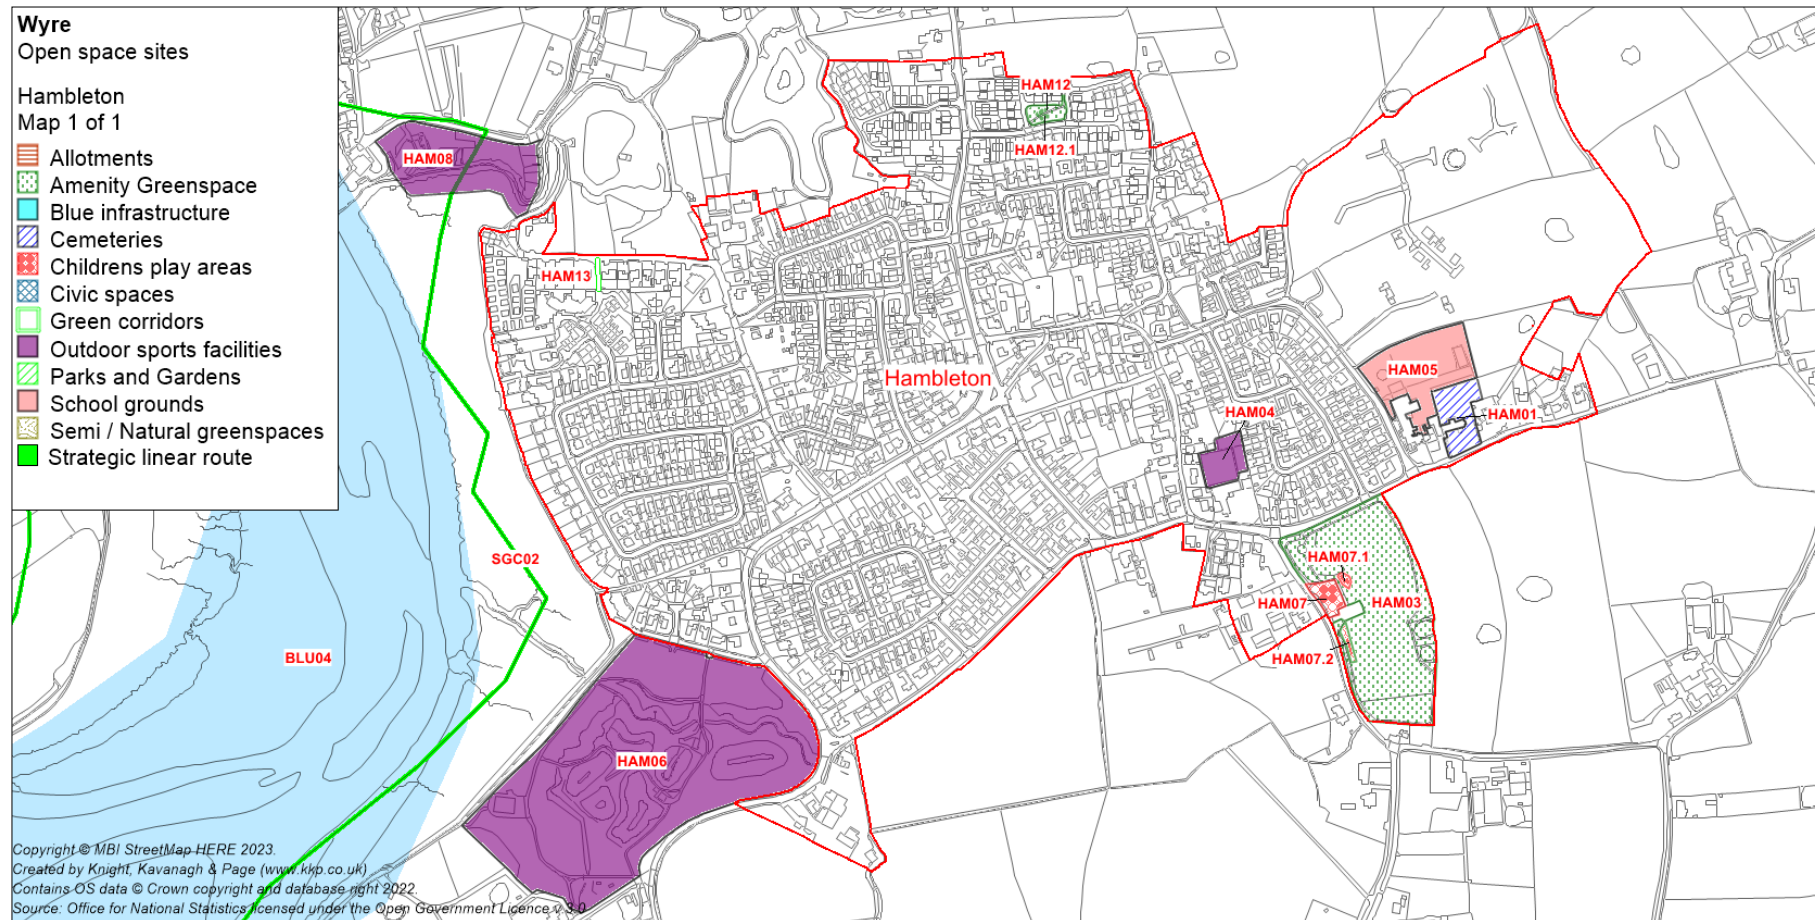 Wyre
Open space sites
Hambleton
Map 1 of 1
Allotments
Amenity Greenspace
Blue infrastructure
Cemeteries
Childrens play areas
Civic spaces
Green corridors
Outdoor sports facilities
Parks and Gardens
School grounds
Semi / Natural greenspaces
Strategic linear route
HAM12
HAM12.1
HAM08
HAM13
HAM05
Hambleton
HAM04
HAM01
SGC02
HAM07.1
HAM07
HAM03
HAM07.2
BLU04
HAM06
Copyright © MBI StreetMap HERE 2023.
Created by Knight, Kavanagh & Page (www.kkp.co.uk)
Contains OS data © Crown copyright and database right 2022.
Source: Office for National Statistics licensed under the Open Government Licence v.3.0